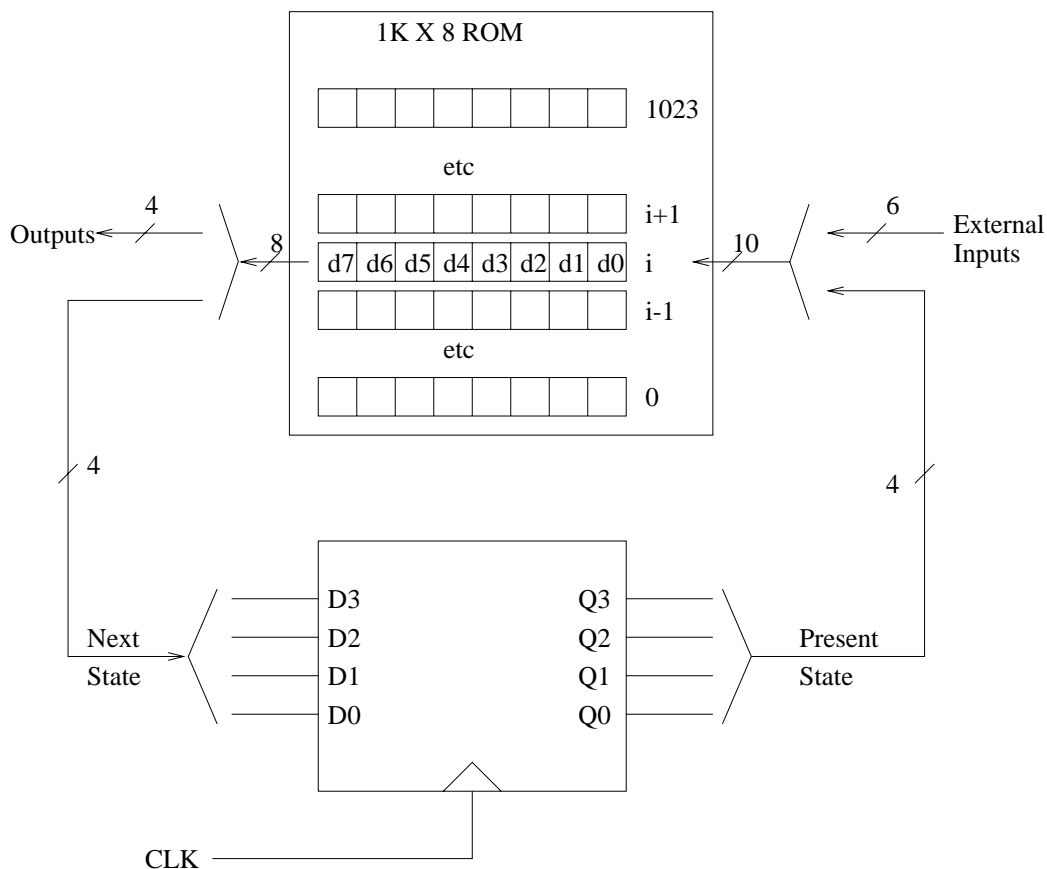 1K X 8 ROM
1023
etc
i+1
d7 d6 d5 d4 d3 d2 d1 d0 i
i-1
etc
0
Outputs
4
8
10
6
External
Inputs
4
4
Next
State
D3
D2
D1
D0
Q3
Q2
Q1
Q0
Present
State
CLK